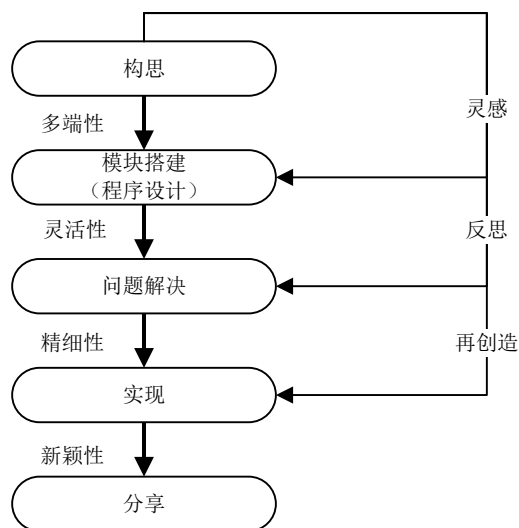 构思
灵感
多端性
模块搭建
（程序设计）
灵活性
反思
问题解决
精细性
再创造
实现
新颖性
分享